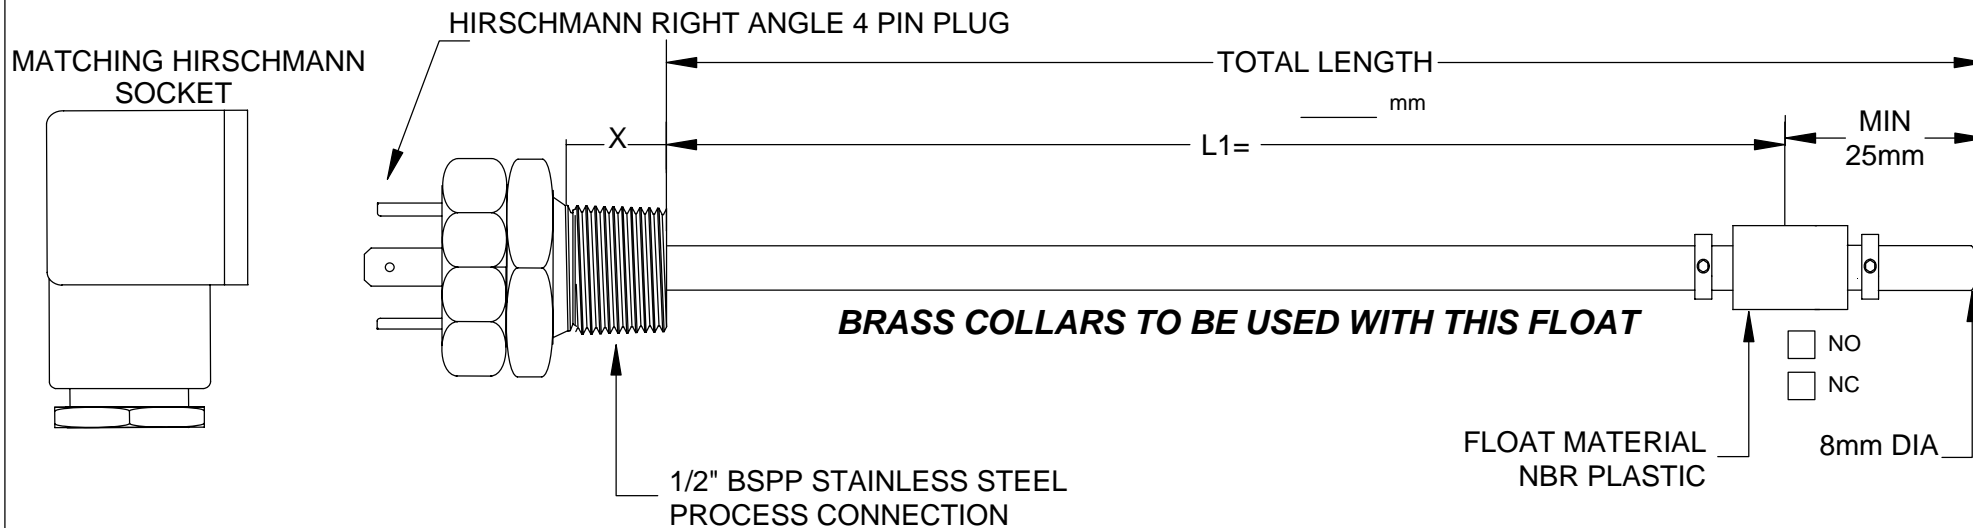 HIRSCHMANN RIGHT ANGLE 4 PIN PLUG
MATCHING HIRSCHMANN
SOCKET
TOTAL LENGTH
mm
X
L1=
MIN
25mm
BRASS COLLARS TO BE USED WITH THIS FLOAT
NO
NC
FLOAT MATERIAL
NBR PLASTIC
8mm DIA
1/2" BSPP STAINLESS STEEL
PROCESS CONNECTION